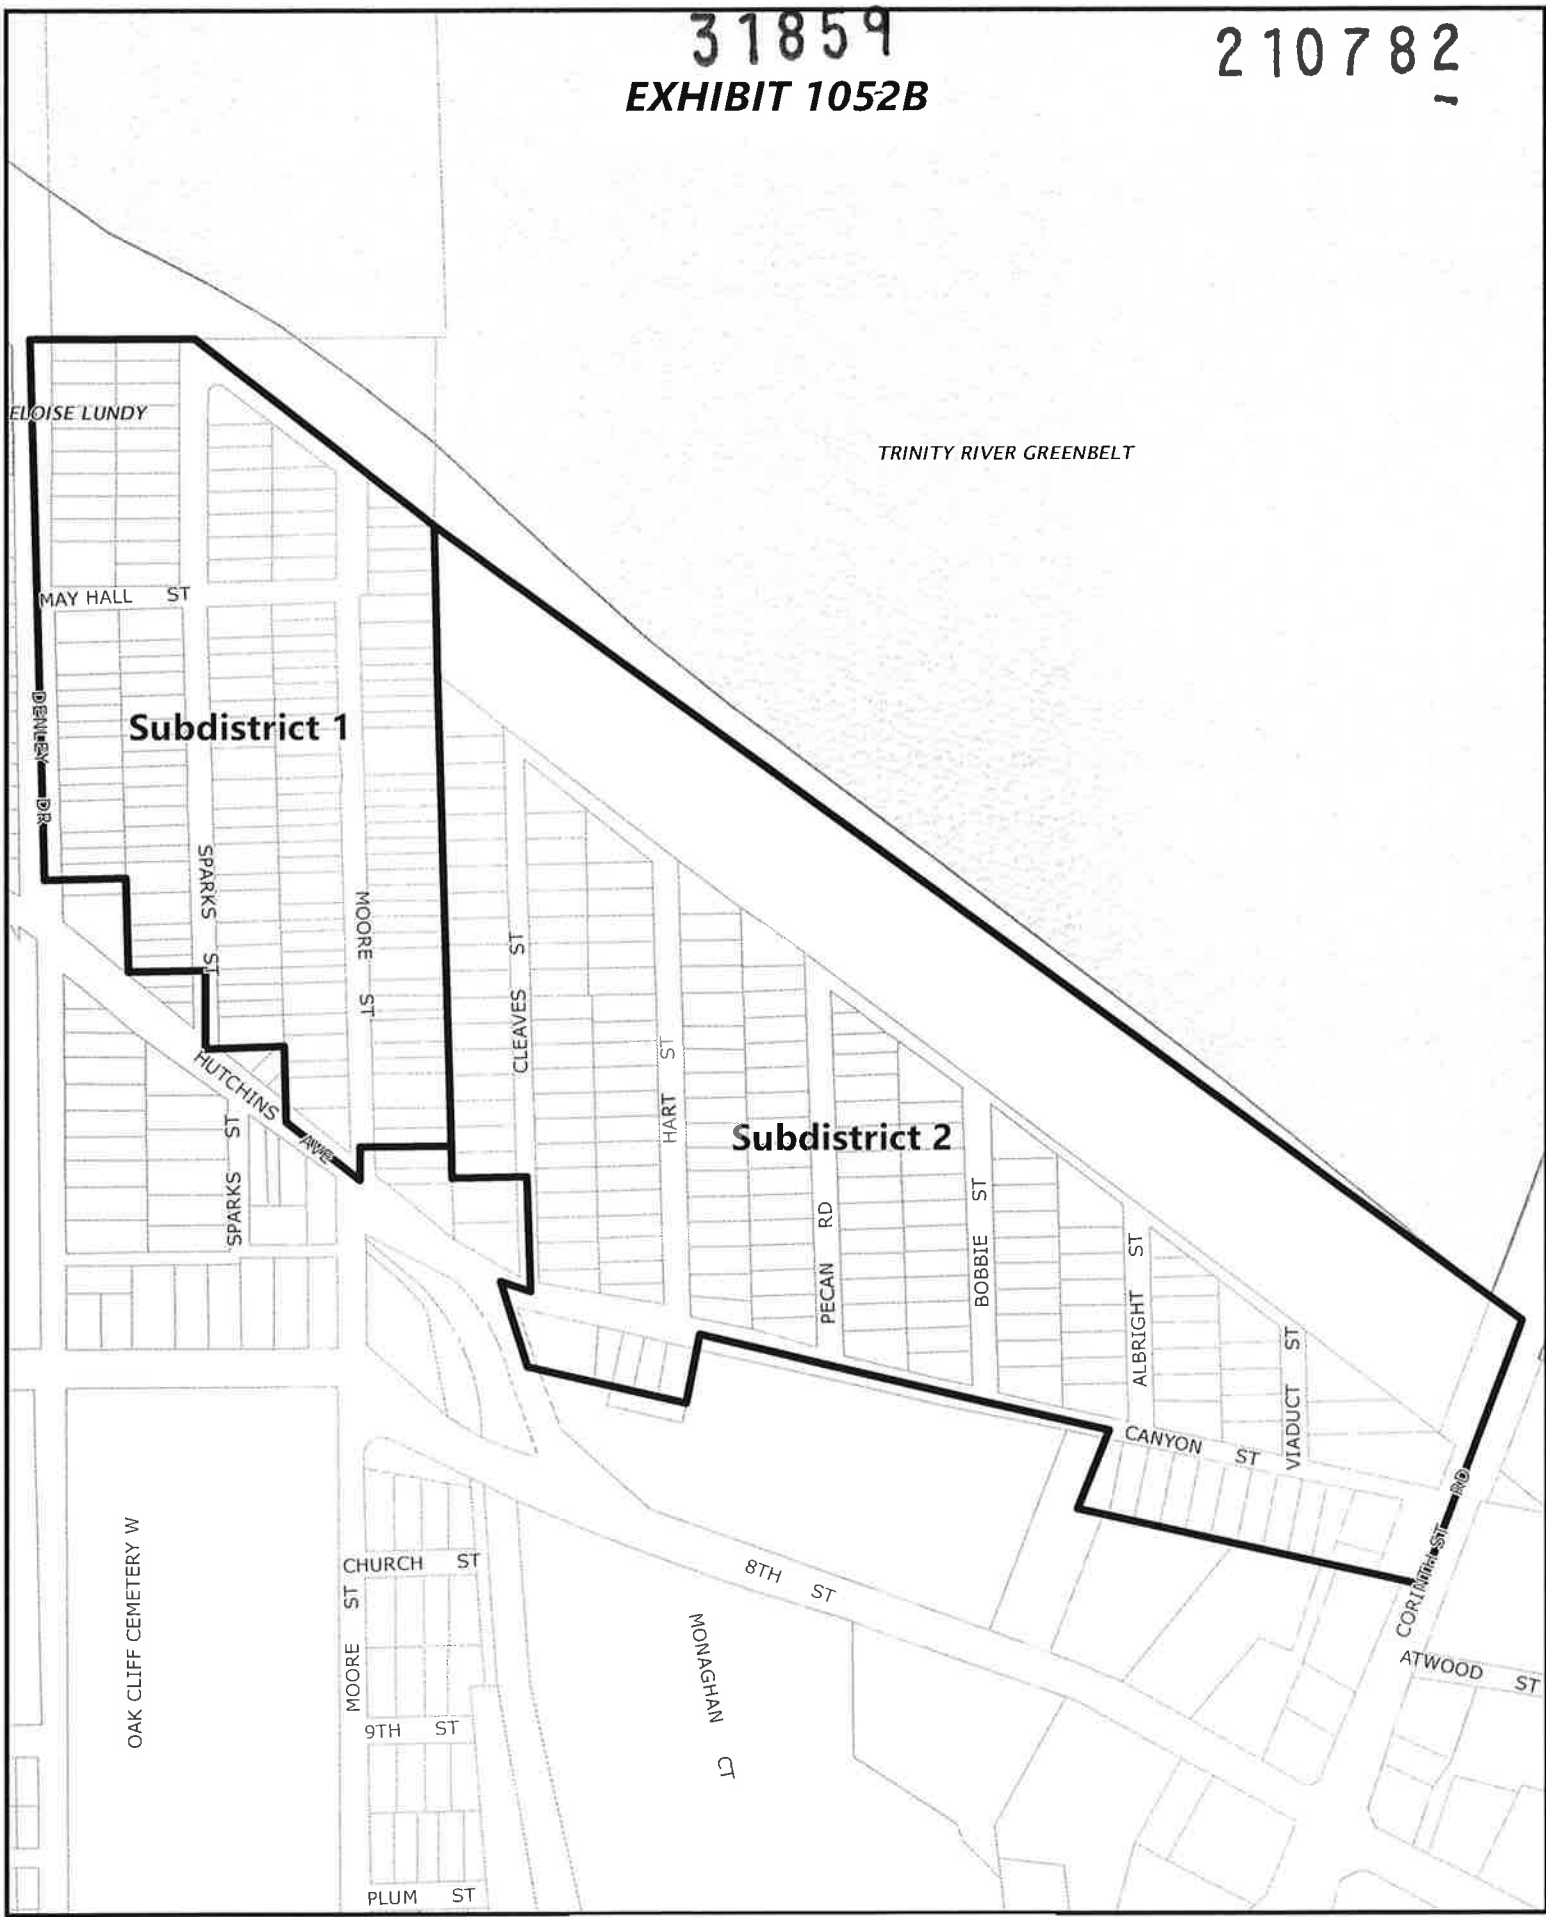 31859
210782
EXHIBIT 1052B
ELOISE LUNDY
TRINITY RIVER GREENBELT
MAY HALL ST
DENLEY DR
Subdistrict 1
SPARKS ST
MOORE ST
CLEAVES ST
HART ST
HUTCHINS AVE
SPARKS ST
Subdistrict 2
PECAN RD
BOBBIE ST
ALBRIGHT ST
VIADUCT ST
CANYON ST
CORINTH ST RD
OAK CLIFF CEMETERY W
CHURCH ST
MOORE ST
8TH ST
MONAGHAN CT
ATWOOD ST
9TH ST
PLUM ST